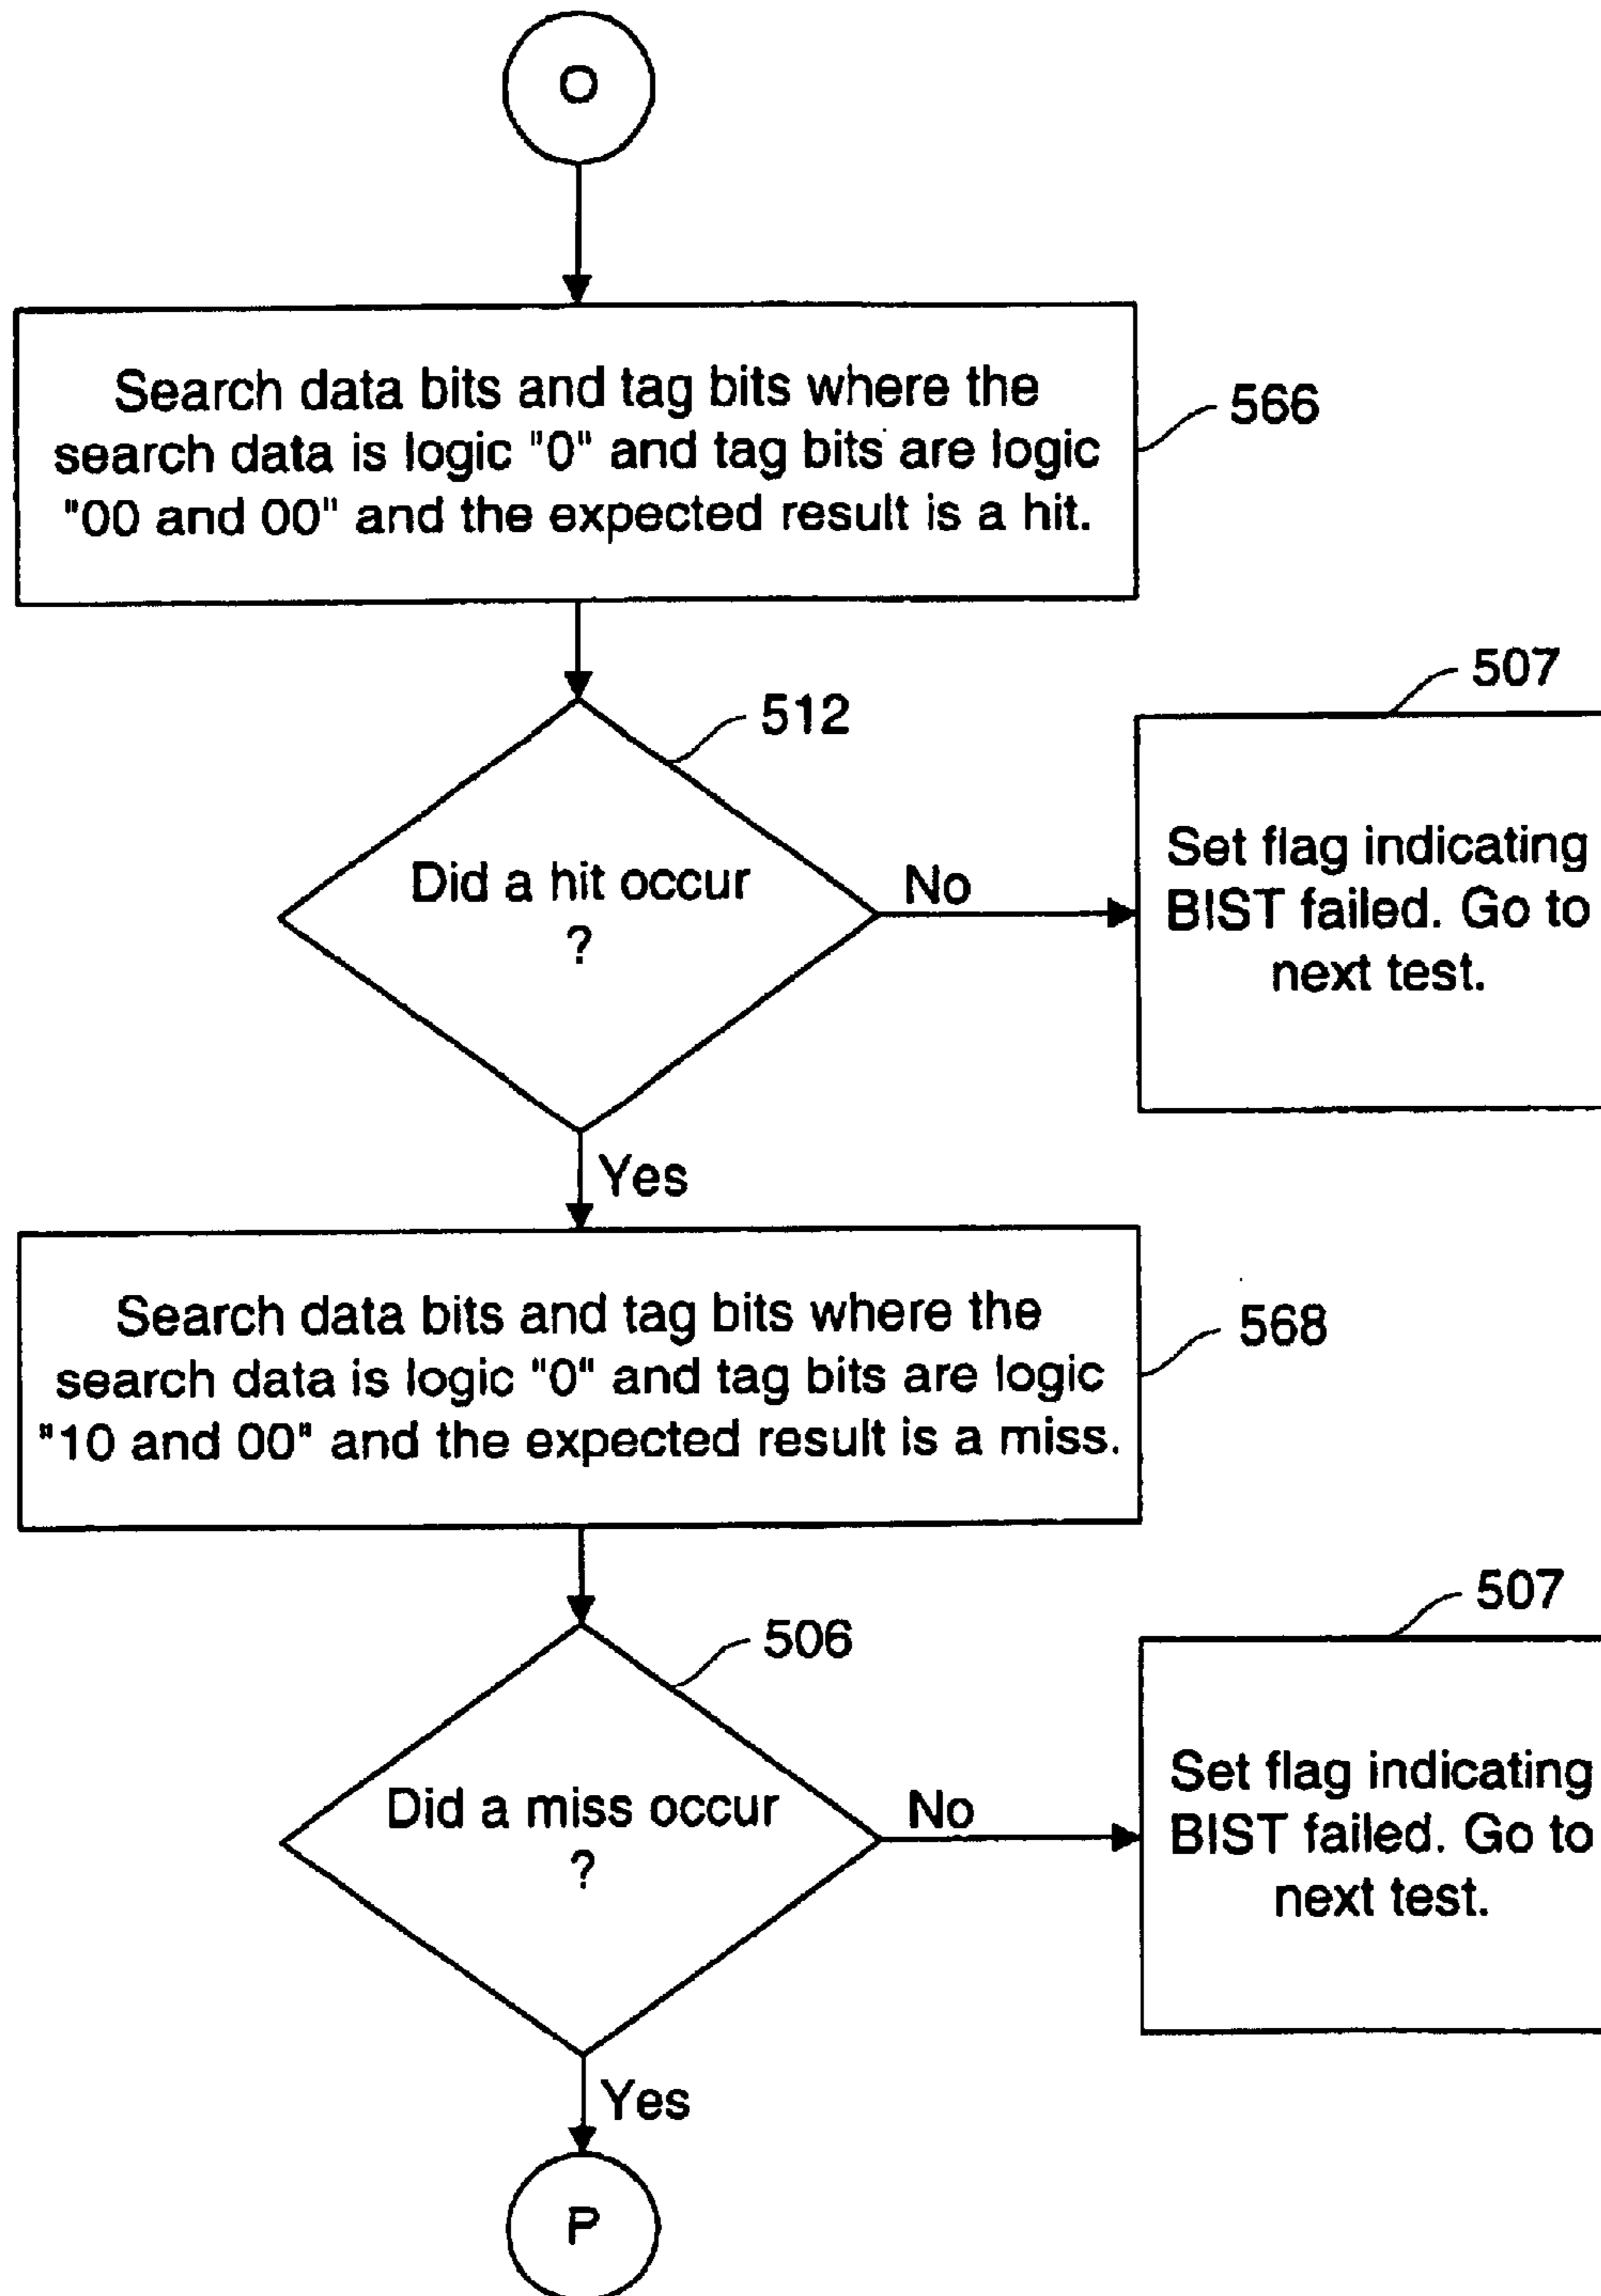 O
Search data bits and tag bits where the
search data is logic "0" and tag bits are logic
"00 and 00" and the expected result is a hit.
566
512
507
Did a hit occur
?
No
Set flag indicating
BIST failed. Go to
next test.
Yes
Search data bits and tag bits where the
search data is logic "0" and tag bits are logic
"10 and 00" and the expected result is a miss.
568
506
507
Did a miss occur
?
No
Set flag indicating
BIST failed. Go to
next test.
Yes
P